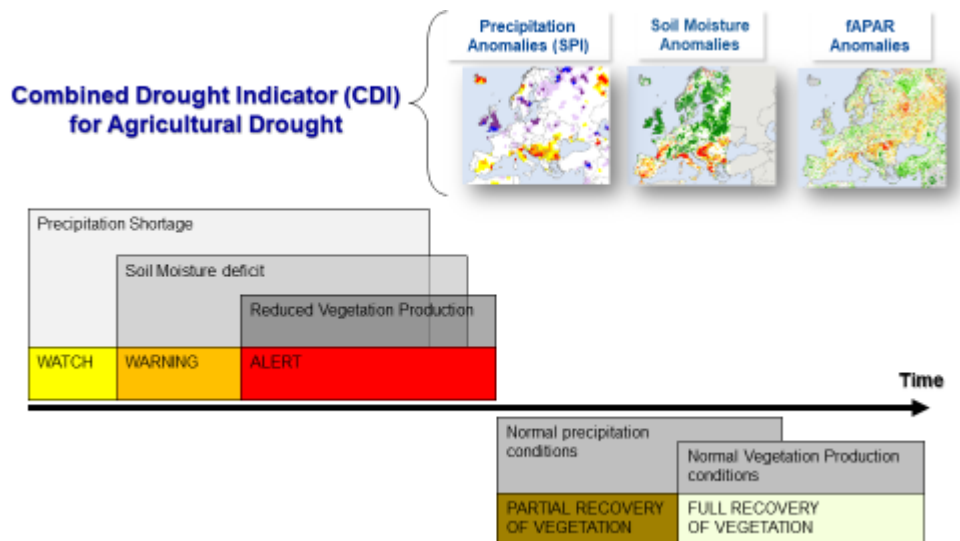 Precipitation
Anomalies (SPI)
Soil Moisture
Anomalies
fAPAR
Anomalies
Combined Drought Indicator (CDI)
for Agricultural Drought
Precipitation Shortage
Soil Moisture deficit
Reduced Vegetation Production
WATCH
WARNING
ALERT
Time
Normal precipitation
conditions
Normal Vegetation Production
conditions
PARTIAL RECOVERY
OF VEGETATION
FULL RECOVERY
OF VEGETATION